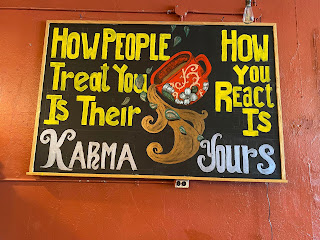 How People
Treat You
Is Their
Karma
How
You
React
Is
Yours